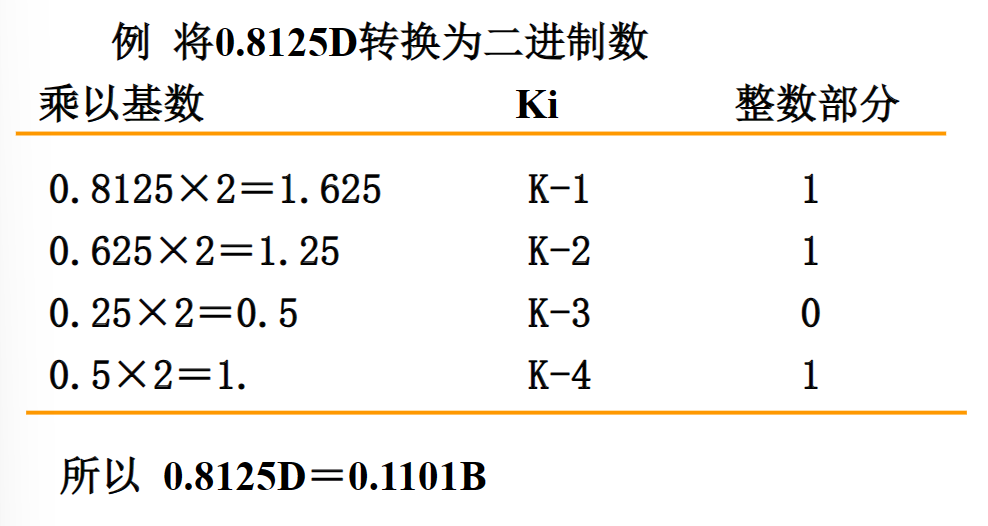 例 将0.8125D转换为二进制数
乘以基数 Ki 整数部分
0.8125×2＝1.625 K-1 1
0.625×2＝1.25 K-2 1
0.25×2＝0.5 K-3 0
0.5×2＝1. K-4 1
所以 0.8125D＝0.1101B